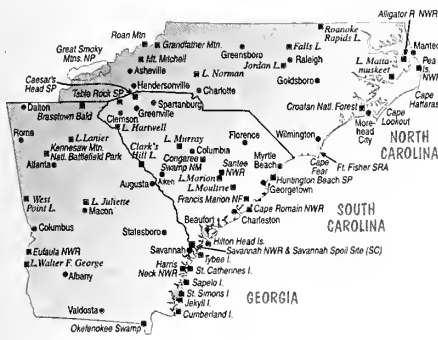 Alligator R NWR
Roanoke
Rapids L.
Roan Mtn
Grandfather Mtn.
Great Smoky
Mtns. NP
Mt. Mitchell
Greensboro
Falls L.
Raleigh
Jordan L.
L. Matta-
muskeet
Manteo
Pea
Is.
NWR
Asheville
L. Norman
Goldsboro
Cape
Hatteras
Caesar's
Head SP
Hendersonville
Table Rock SP
Charlotte
Croatan Natl. Forest
Dalton
Brasstown Bald
Spartanburg
Greenville
Clemson
L. Hartwell
More-
head
City
Cape
Lookout
Rome
L. Lanier
Kennesaw Mtn.
Natl. Battlefield Park
Atlanta
Clark's
Hill L.
L. Murray
Columbia
Congaree
Swamp NM
Florence
Wilmington
NORTH
CAROLINA
Santee
NWR
Myrtle
Beach
Cape
Fear
Ft. Fisher SRA
Augusta
Aiken
L. Marion
L. Moultrie
Huntington Beach SP
Georgetown
West
Point L.
L. Juliette
Macon
Francis Marion NF
Cape Romain NWR
SOUTH
CAROLINA
Columbus
Statesboro
Beaufort
Charleston
Eufaula NWR
L. Walter F. George
Albany
Savannah
Hilton Head Is.
Savannah NWR & Savannah Spoil Site (SC)
Tybee I.
Harris
Neck NWR
St. Catherines I.
Sapelo I.
GEORGIA
St. Simons I
Jekyll I.
Cumberland I.
Valdosta
Okefenokee Swamp